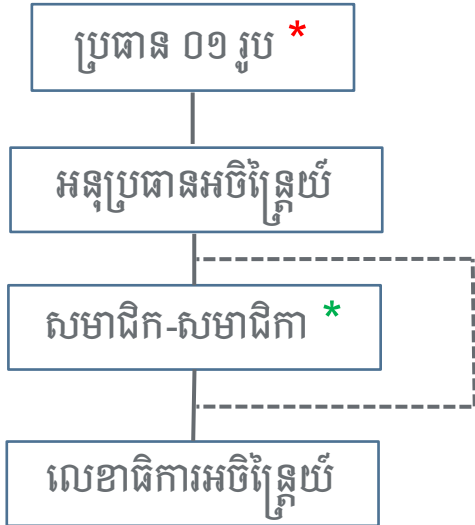 ប្រធាន ០១ រូប *
អនុប្រធានអចិន្ត្រៃយ៍
សមាជិក-សមាជិកា *
លេខាធិការអចិន្ត្រៃយ៍